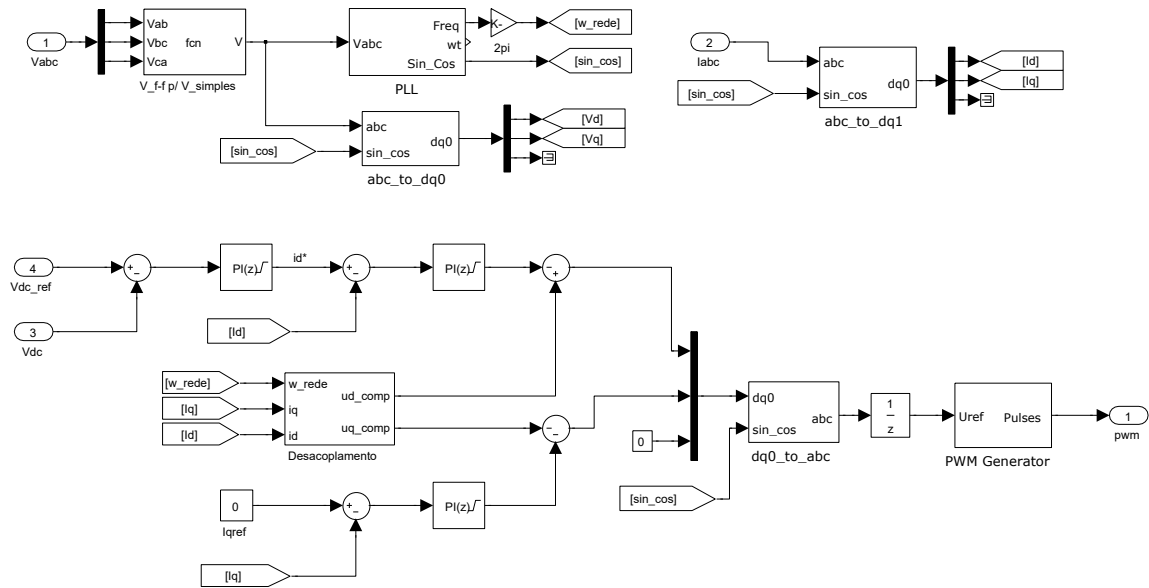 1
Vabc
Vab
Vbc
Vca
fcn
V
V_f-f p/ V_simples
Vabc
Freq
wt
Sin_Cos
PLL
K-
2pi
[w_rede]
[sin_cos]
[sin_cos]
abc
sin_cos
dq0
abc_to_dq0
[Vd]
[Vq]
2
Iabc
[sin_cos]
abc
sin_cos
dq0
abc_to_dq1
[Id]
[Iq]
4
Vdc_ref
3
Vdc
+
−
PI(z)
id*
+
−
[Id]
PI(z)
−
+
[w_rede]
[Iq]
[Id]
w_rede
iq
id
ud_comp
uq_comp
Desacoplamento
−
−
0
Iqref
+
−
[Iq]
PI(z)
0
[sin_cos]
dq0
sin_cos
abc
dq0_to_abc
1
z
Uref
Pulses
PWM Generator
1
pwm